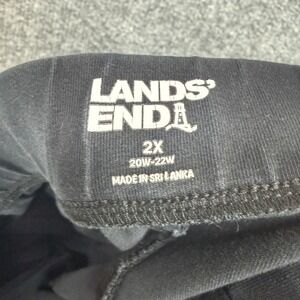 LANDS'
END
2X
20W-22W
MADE IN SRI LANKA